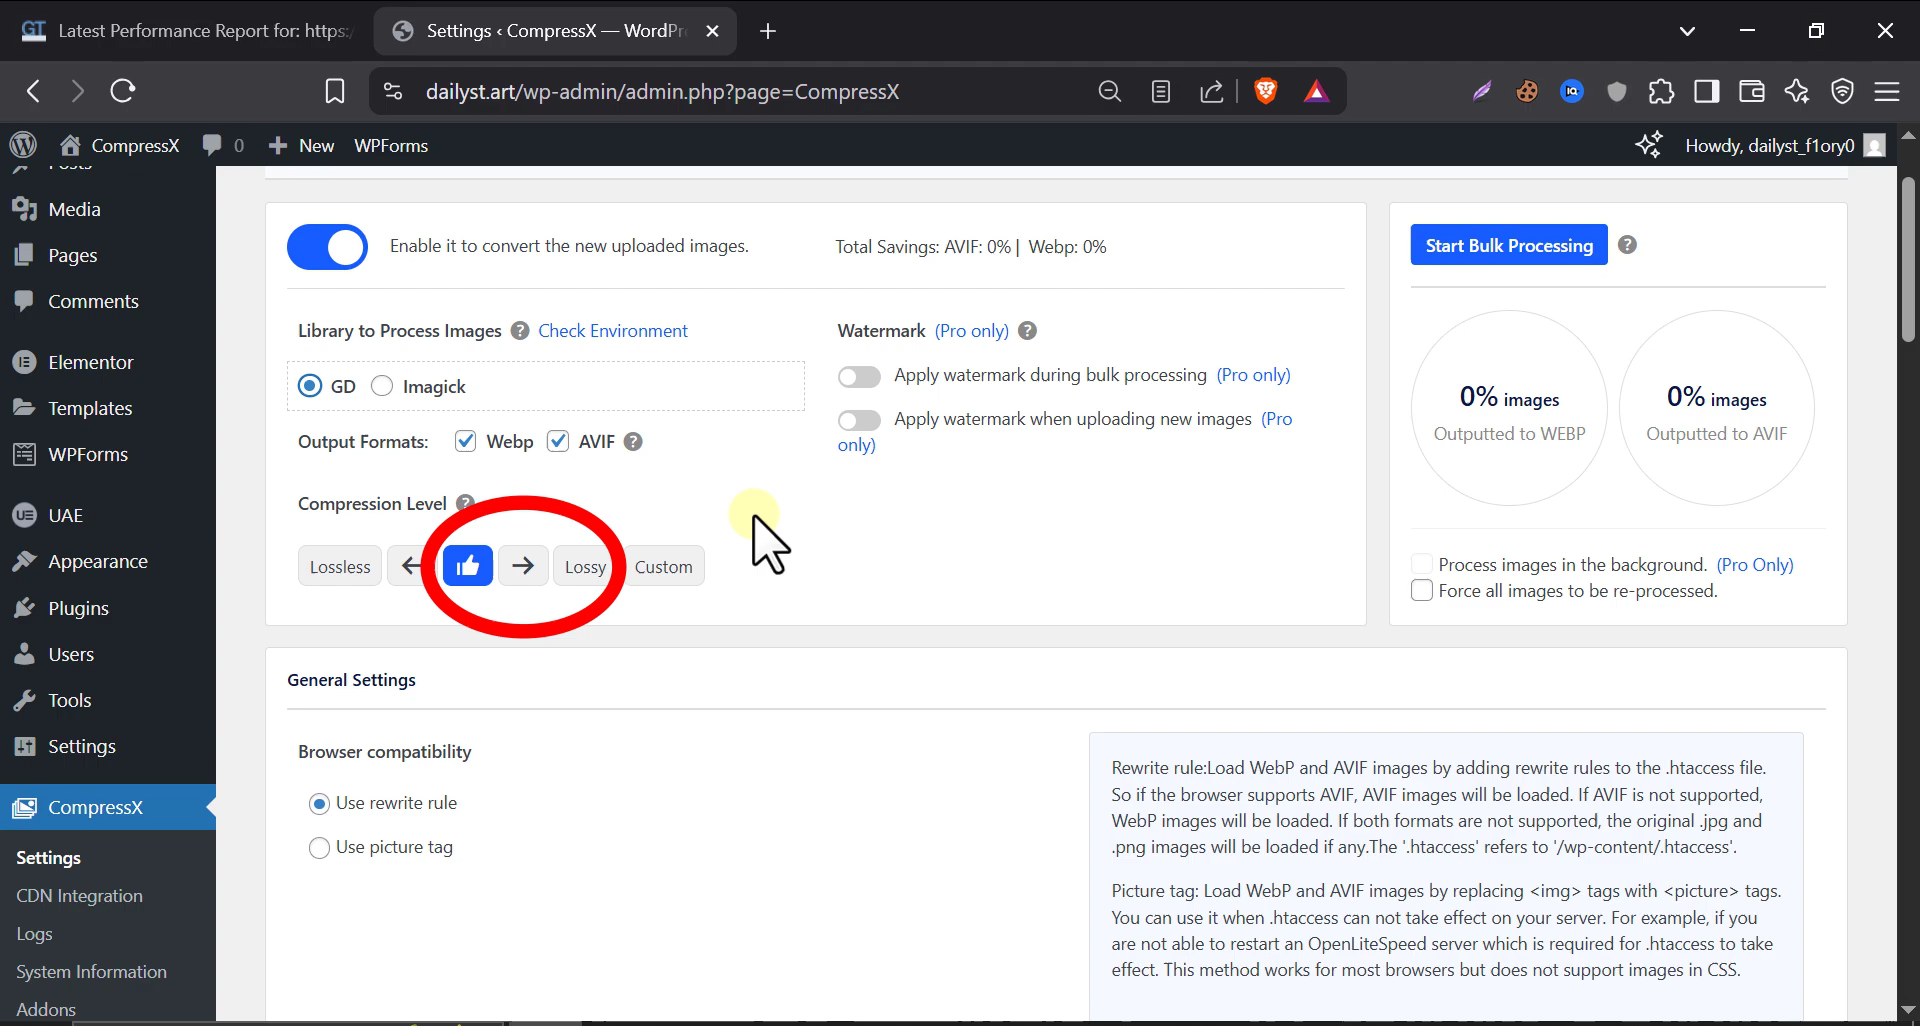 GT Latest Performance Report for: https:/
Settings ‹ CompressX — WordPr
dailyst.art/wp-admin/admin.php?page=CompressX
CompressX 0 New WPForms
Howdy, dailyst_f1ory0
Posts
Media
Pages
Comments
Elementor
Templates
WPForms
UAE
Appearance
Plugins
Users
Tools
Settings
CompressX
Settings
CDN Integration
Logs
System Information
Addons
Enable it to convert the new uploaded images.
Total Savings: AVIF: 0% | Webp: 0%
Library to Process Images ? Check Environment
GD Imagick
Output Formats: Webp AVIF ?
Compression Level ?
Lossless ← → Lossy Custom
Watermark (Pro only) ?
Apply watermark during bulk processing (Pro only)
Apply watermark when uploading new images (Pro
only)
Start Bulk Processing ?
0% images
Outputted to WEBP
0% images
Outputted to AVIF
Process images in the background. (Pro Only)
Force all images to be re-processed.
General Settings
Browser compatibility
Use rewrite rule
Use picture tag
Rewrite rule:Load WebP and AVIF images by adding rewrite rules to the .htaccess file.
So if the browser supports AVIF, AVIF images will be loaded. If AVIF is not supported,
WebP images will be loaded. If both formats are not supported, the original .jpg and
.png images will be loaded if any.The '.htaccess' refers to '/wp-content/.htaccess'.
Picture tag: Load WebP and AVIF images by replacing <img> tags with <picture> tags.
You can use it when .htaccess can not take effect on your server. For example, if you
are not able to restart an OpenLiteSpeed server which is required for .htaccess to take
effect. This method works for most browsers but does not support images in CSS.